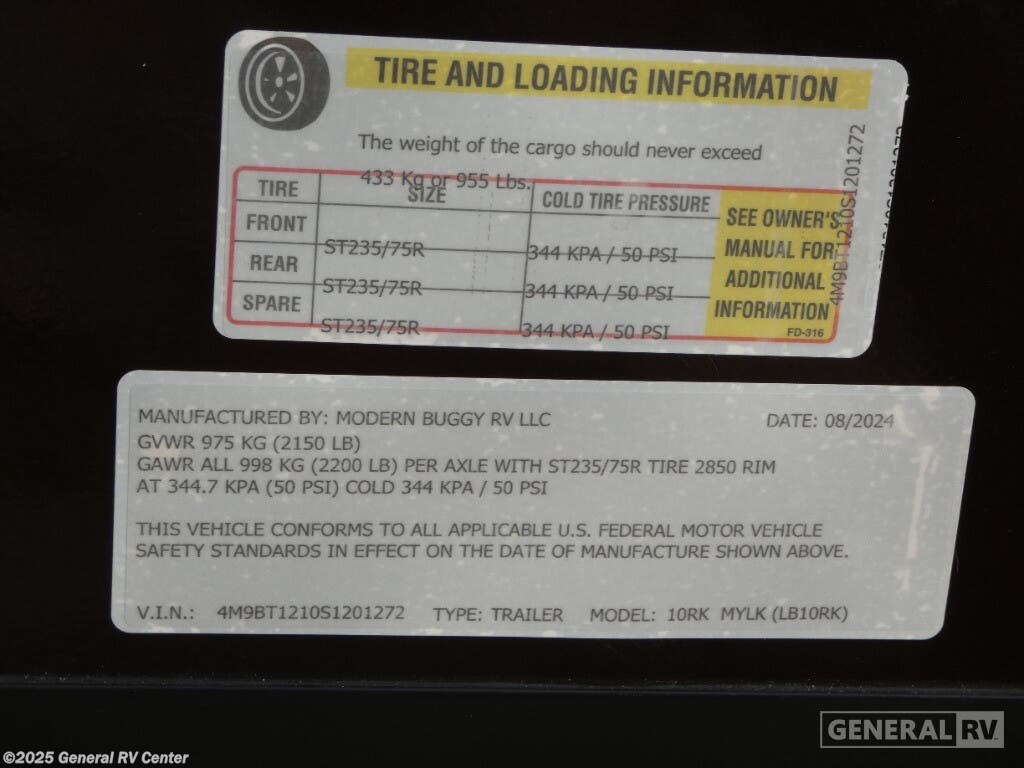 TIRE AND LOADING INFORMATION
The weight of the cargo should never exceed
433 Kg or 955 Lbs.
TIRE SIZE COLD TIRE PRESSURE
FRONT ST235/75R 344 KPA / 50 PSI
REAR ST235/75R 344 KPA / 50 PSI
SPARE ST235/75R 344 KPA / 50 PSI
SEE OWNER'S
MANUAL FOR
ADDITIONAL
INFORMATION
FD-316
4M9BT1210S1201272
MANUFACTURED BY: MODERN BUGGY RV LLC DATE: 08/2024
GVWR 975 KG (2150 LB)
GAWR ALL 998 KG (2200 LB) PER AXLE WITH ST235/75R TIRE 2850 RIM
AT 344.7 KPA (50 PSI) COLD 344 KPA / 50 PSI
THIS VEHICLE CONFORMS TO ALL APPLICABLE U.S. FEDERAL MOTOR VEHICLE
SAFETY STANDARDS IN EFFECT ON THE DATE OF MANUFACTURE SHOWN ABOVE.
V.I.N.: 4M9BT1210S1201272 TYPE: TRAILER MODEL: 10RK MYLK (LB10RK)
GENERAL RV
©2025 General RV Center